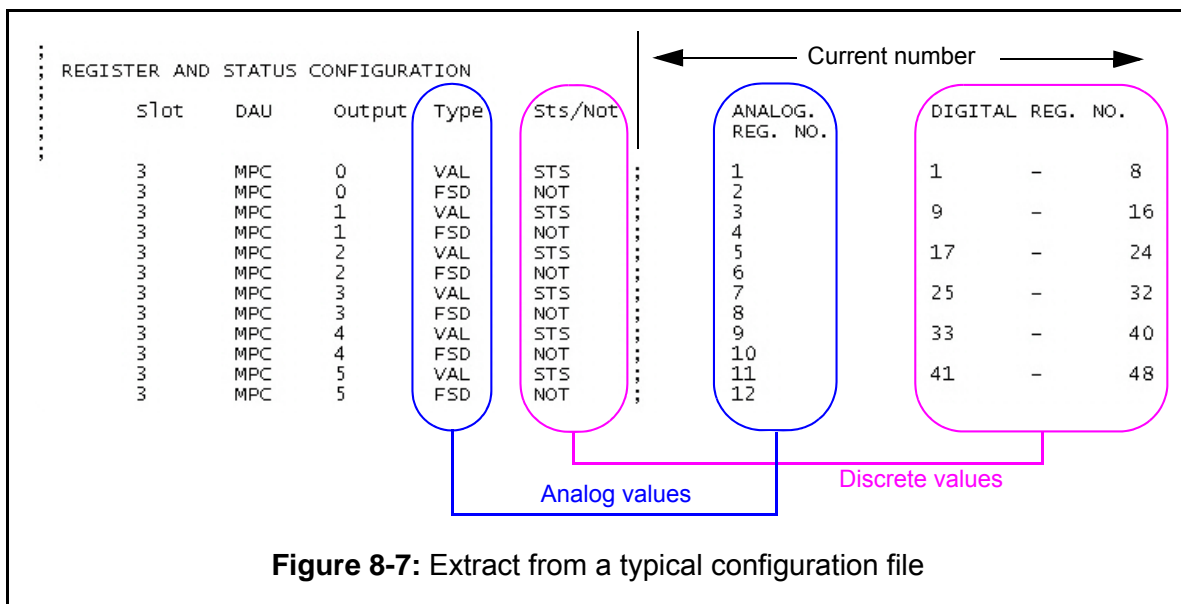 Current number
REGISTER AND STATUS CONFIGURATION
Slot DAU Output Type Sts/Not ANALOG. DIGITAL REG. NO.
REG. NO.
3 MPC 0 VAL STS ; 1 1 – 8
3 MPC 0 FSD NOT ; 2
3 MPC 1 VAL STS ; 3 9 – 16
3 MPC 1 FSD NOT ; 4
3 MPC 2 VAL STS ; 5 17 – 24
3 MPC 2 FSD NOT ; 6
3 MPC 3 VAL STS ; 7 25 – 32
3 MPC 3 FSD NOT ; 8
3 MPC 4 VAL STS ; 9 33 – 40
3 MPC 4 FSD NOT ; 10
3 MPC 5 VAL STS ; 11 41 – 48
3 MPC 5 FSD NOT ; 12
Discrete values
Analog values
Figure 8-7: Extract from a typical configuration file